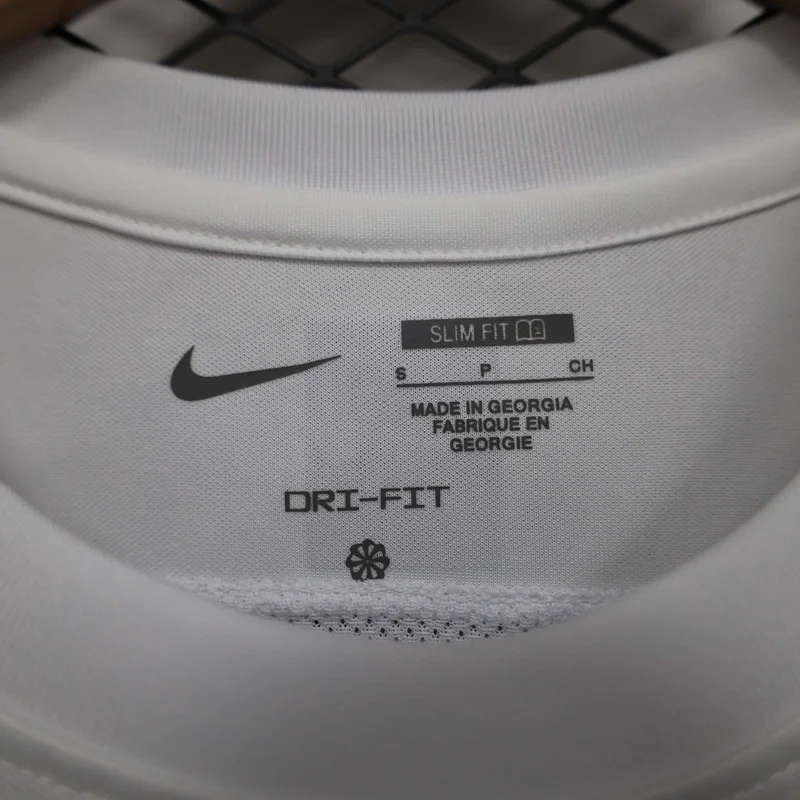 SLIM FIT
S P CH
MADE IN GEORGIA
FABRIQUE EN
GEORGIE
DRI-FIT